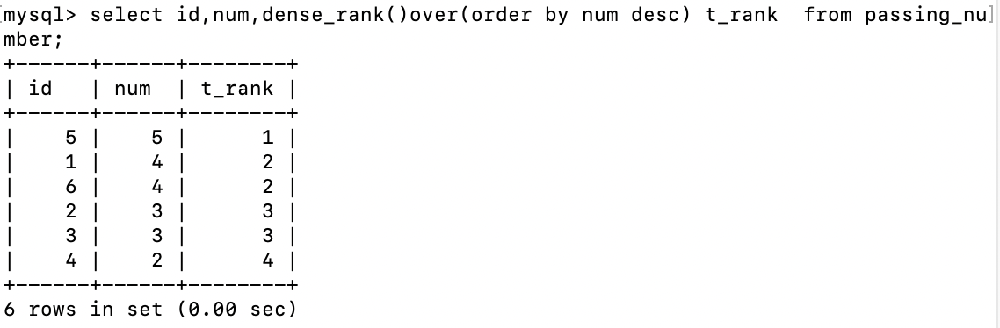 [mysql> select id,num,dense_rank()over(order by num desc) t_rank  from passing_nu]
mber;
+------+------+--------+
| id   | num  | t_rank |
+------+------+--------+
|    5 |    5 |      1 |
|    1 |    4 |      2 |
|    6 |    4 |      2 |
|    2 |    3 |      3 |
|    3 |    3 |      3 |
|    4 |    2 |      4 |
+------+------+--------+
6 rows in set (0.00 sec)